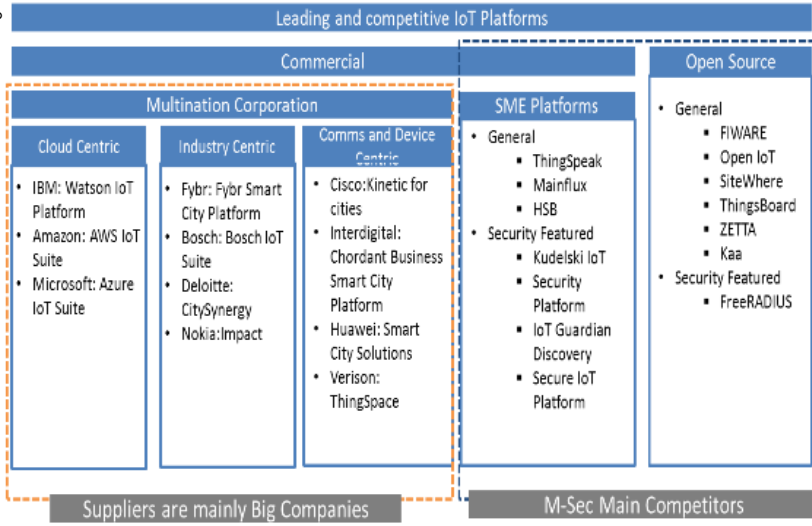 Leading and competitive IoT Platforms
Commercial
Open Source
Multination Corporation
SME Platforms
Cloud Centric
• IBM: Watson IoT
Platform
• Amazon: AWS IoT
Suite
• Microsoft: Azure
IoT Suite
Industry Centric
• Fybr: Fybr Smart
City Platform
• Bosch: Bosch IoT
Suite
• Deloitte:
CitySynergy
• Nokia:Impact
Comms and Device
Centric
• Cisco:Kinetic for
cities
• Interdigital:
Chordant Business
Smart City
Platform
• Huawei: Smart
City Solutions
• Verison:
ThingSpace
• General
▪ ThingSpeak
▪ Mainflux
▪ HSB
• Security Featured
▪ Kudelski IoT
▪ Security
Platform
▪ IoT Guardian
Discovery
▪ Secure IoT
Platform
• General
▪ FIWARE
▪ Open IoT
▪ SiteWhere
▪ ThingsBoard
▪ ZETTA
▪ Kaa
• Security Featured
▪ FreeRADIUS
Suppliers are mainly Big Companies
M-Sec Main Competitors